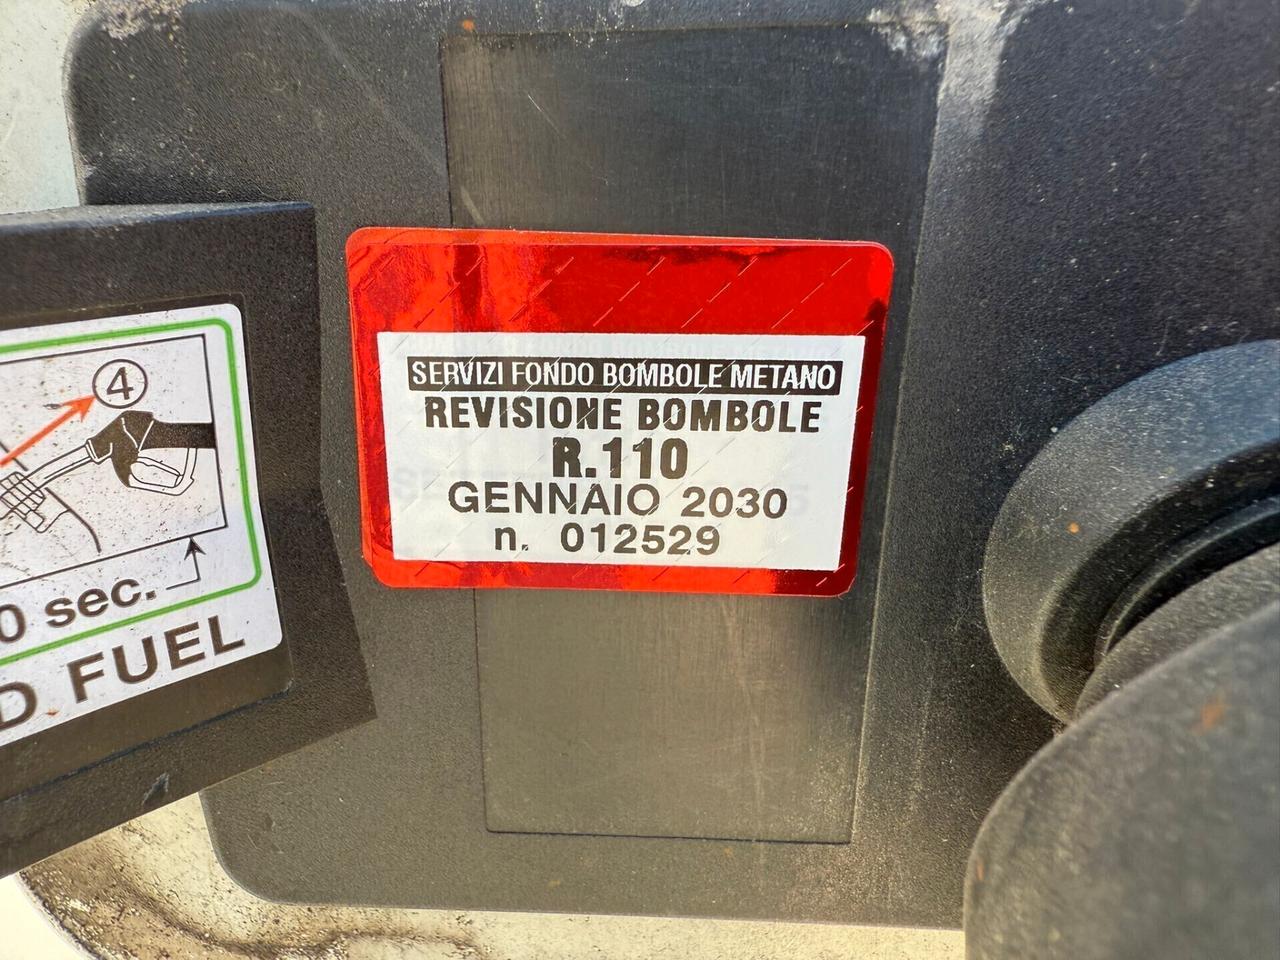 SERVIZI FONDO BOMBOLE METANO
REVISIONE BOMBOLE
R.110
GENNAIO 2030
n. 012529
4
0 sec.
D FUEL